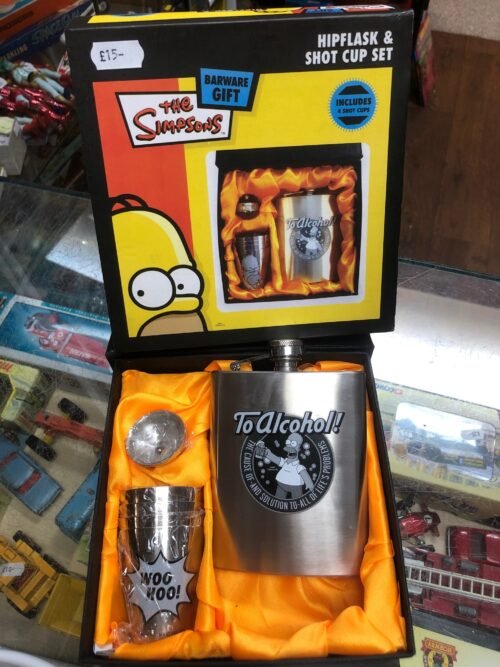 £15-
HIPFLASK &
SHOT CUP SET
BARWARE
GIFT
THE
SIMPSONS
INCLUDES
4 SHOT CUPS
To Alcohol!
To Alcohol!
THE CAUSE OF-AND SOLUTION TO-ALL OF LIFE'S PROBLEMS
WOO
HOO!